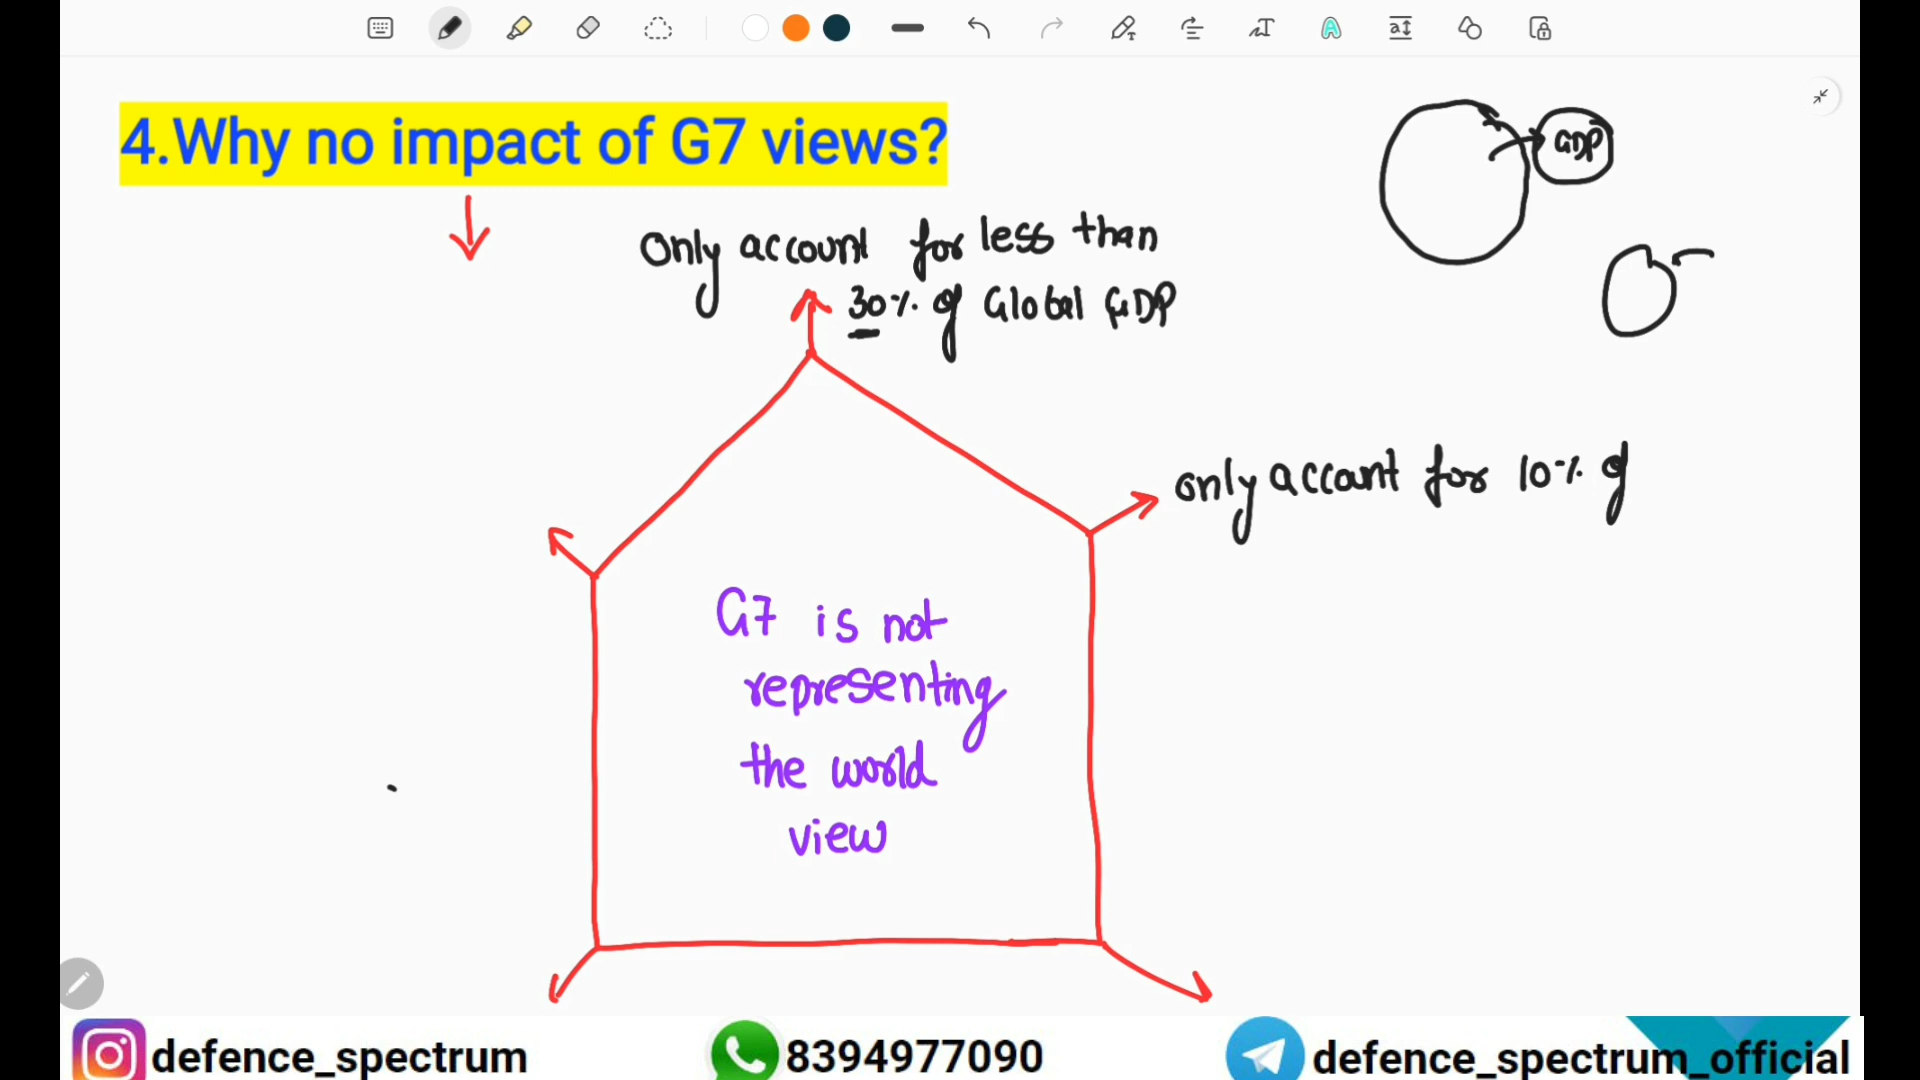 4.Why no impact of G7 views?
GDP
Only account for less than
30% of Global GDP
only account for 10% of
G7 is not
representing
the world
view
defence_spectrum
8394977090
defence_spectrum_official